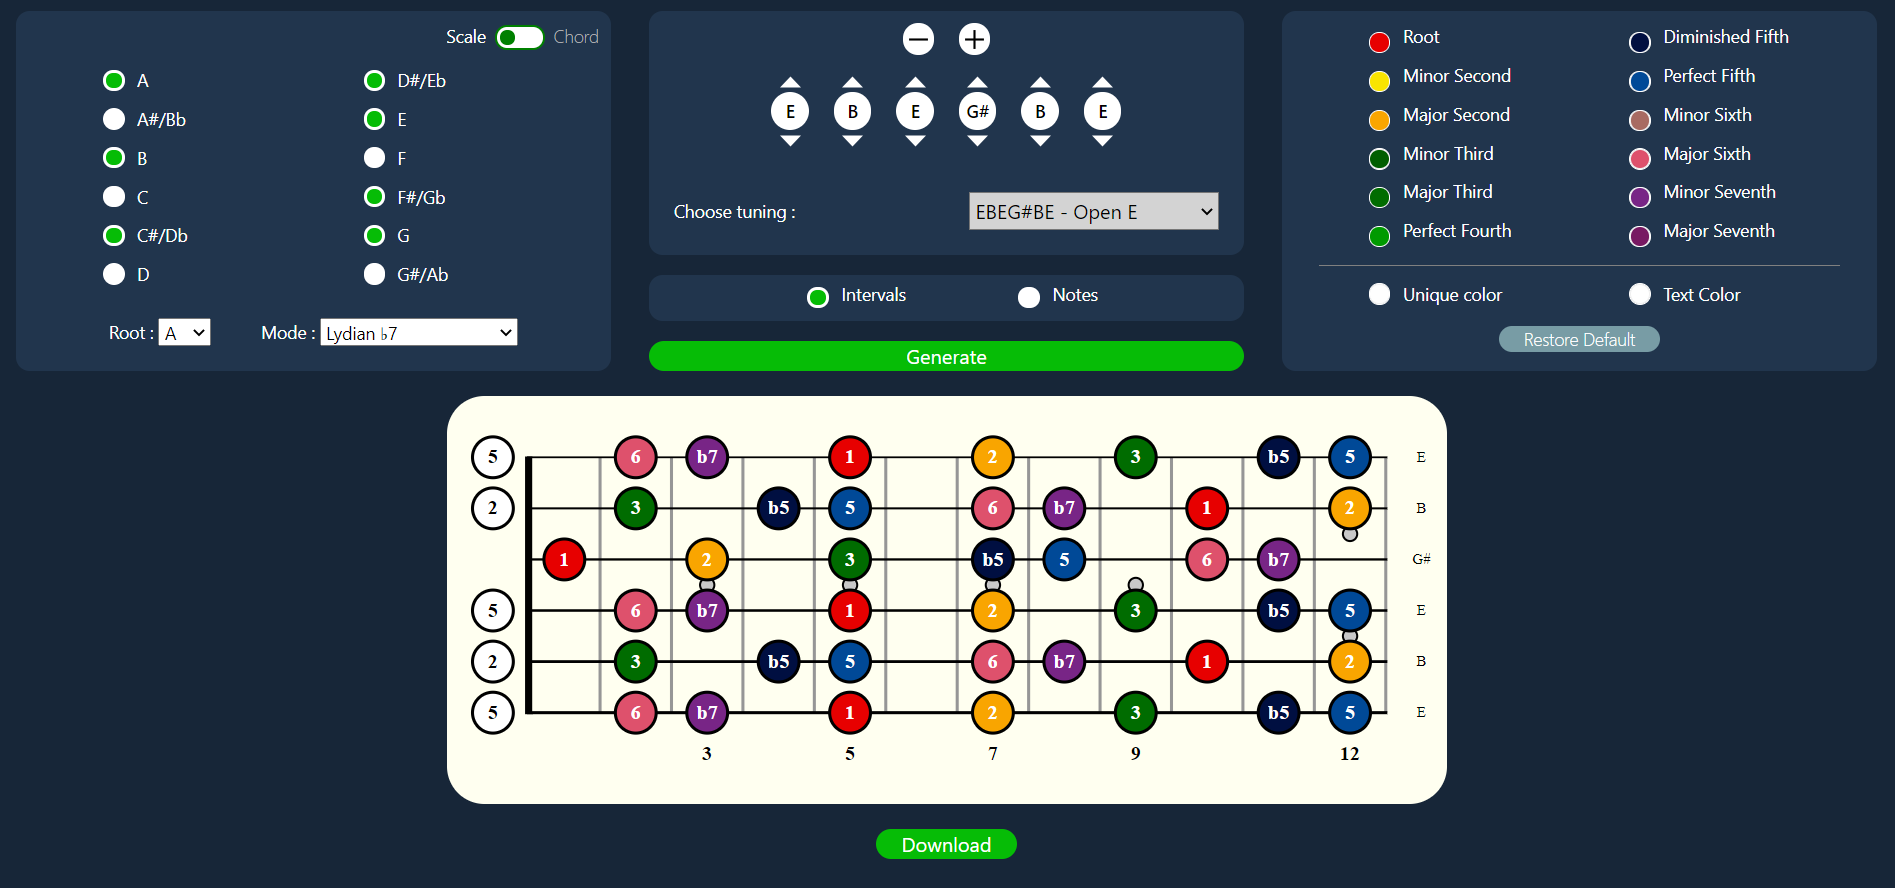 Scale Chord
A D#/Eb
A#/Bb E
B F
C F#/Gb
C#/Db G
D G#/Ab
Root : A Mode : Lydian ♭7
E B E G# B E
Choose tuning : EBEG#BE - Open E
Intervals Notes
Generate
Root Diminished Fifth
Minor Second Perfect Fifth
Major Second Minor Sixth
Minor Third Major Sixth
Major Third Minor Seventh
Perfect Fourth Major Seventh
Unique color Text Color
Restore Default
5 6 b7 1 2 3 b5 5 E
2 3 b5 5 6 b7 1 2 B
1 2 3 b5 5 6 b7 G#
5 6 b7 1 2 3 b5 5 E
2 3 b5 5 6 b7 1 2 B
5 6 b7 1 2 3 b5 5 E
3 5 7 9 12
Download